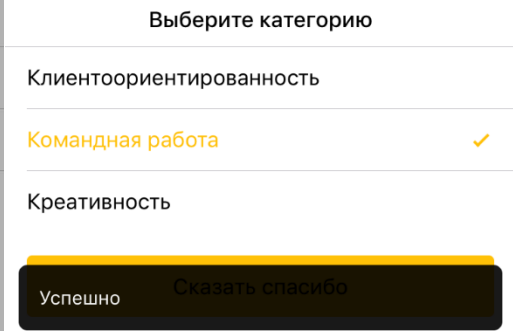 Выберите категорию
Клиентоориентированность
Командная работа
Креативность
Сказать спасибо
Успешно